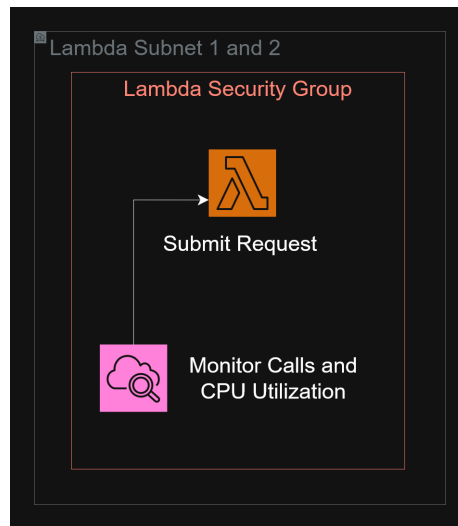 Lambda Subnet 1 and 2
Lambda Security Group
Submit Request
Monitor Calls and
CPU Utilization